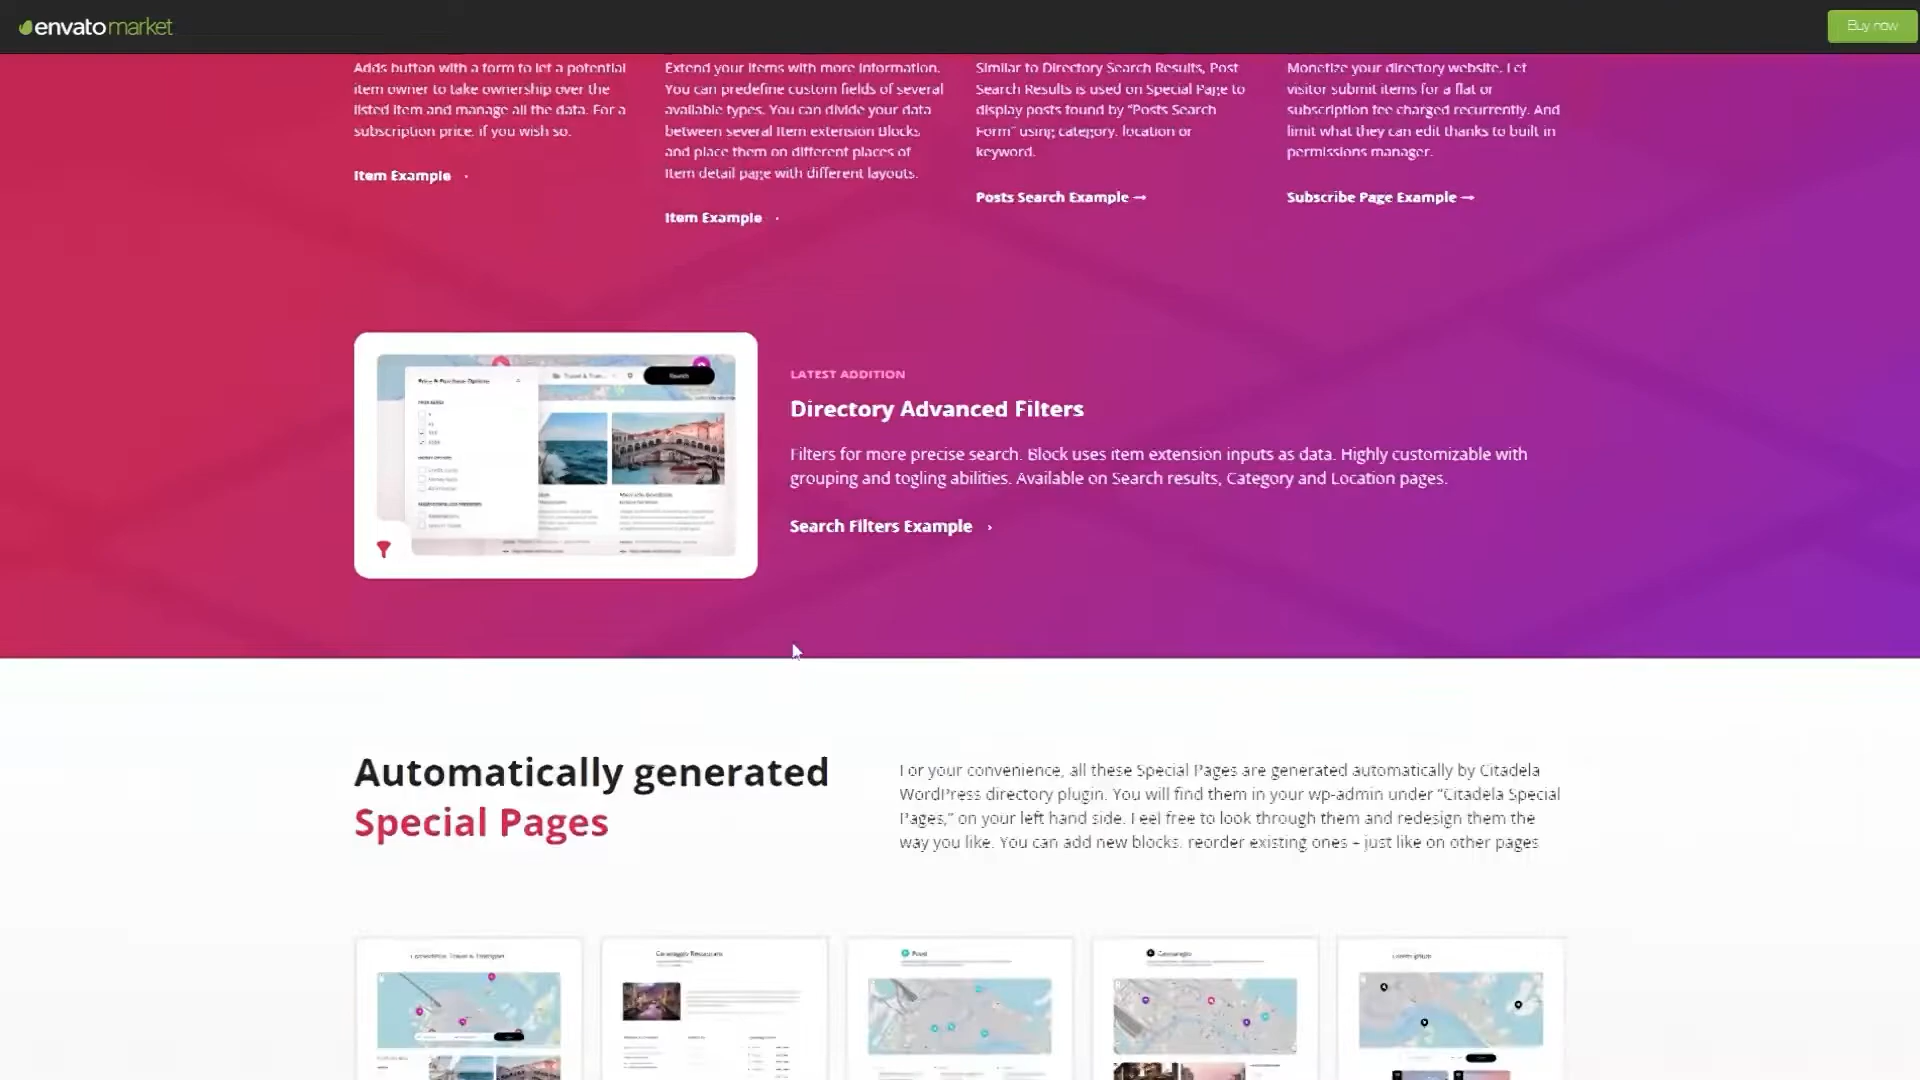 envatomarket
Buy now
Adds button with a form to let a potential
item owner to take ownership over the
listed item and manage all the data. For a
subscription price, if you wish so.
Item Example
Extend your items with more information.
You can predefine custom fields of several
available types. You can divide your data
between several Item extension Blocks
and place them on different places of
Item detail page with different layouts.
Item Example
Similar to Directory Search Results, Post
Search Results is used on Special Page to
display posts found by "Posts Search
Form" using category, location or
keyword.
Posts Search Example →
Monetize your directory website. Let
visitor submit items for a flat or
subscription fee charged recurrently. And
limit what they can edit thanks to built in
permissions manager.
Subscribe Page Example →
Price & Purchase Options
Travel & Tran...
Search
LATEST ADDITION
Directory Advanced Filters
Filters for more precise search. Block uses item extension inputs as data. Highly customizable with
grouping and togling abilities. Available on Search results, Category and Location pages.
Search Filters Example ›
Automatically generated
Special Pages
For your convenience, all these Special Pages are generated automatically by Citadela
WordPress directory plugin. You will find them in your wp-admin under "Citadela Special
Pages," on your left hand side. Feel free to look through them and redesign them the
way you like. You can add new blocks, reorder existing ones – just like on other pages
Caravaggio Restaurant
Food
Cannaregio
Lorem Ipsum